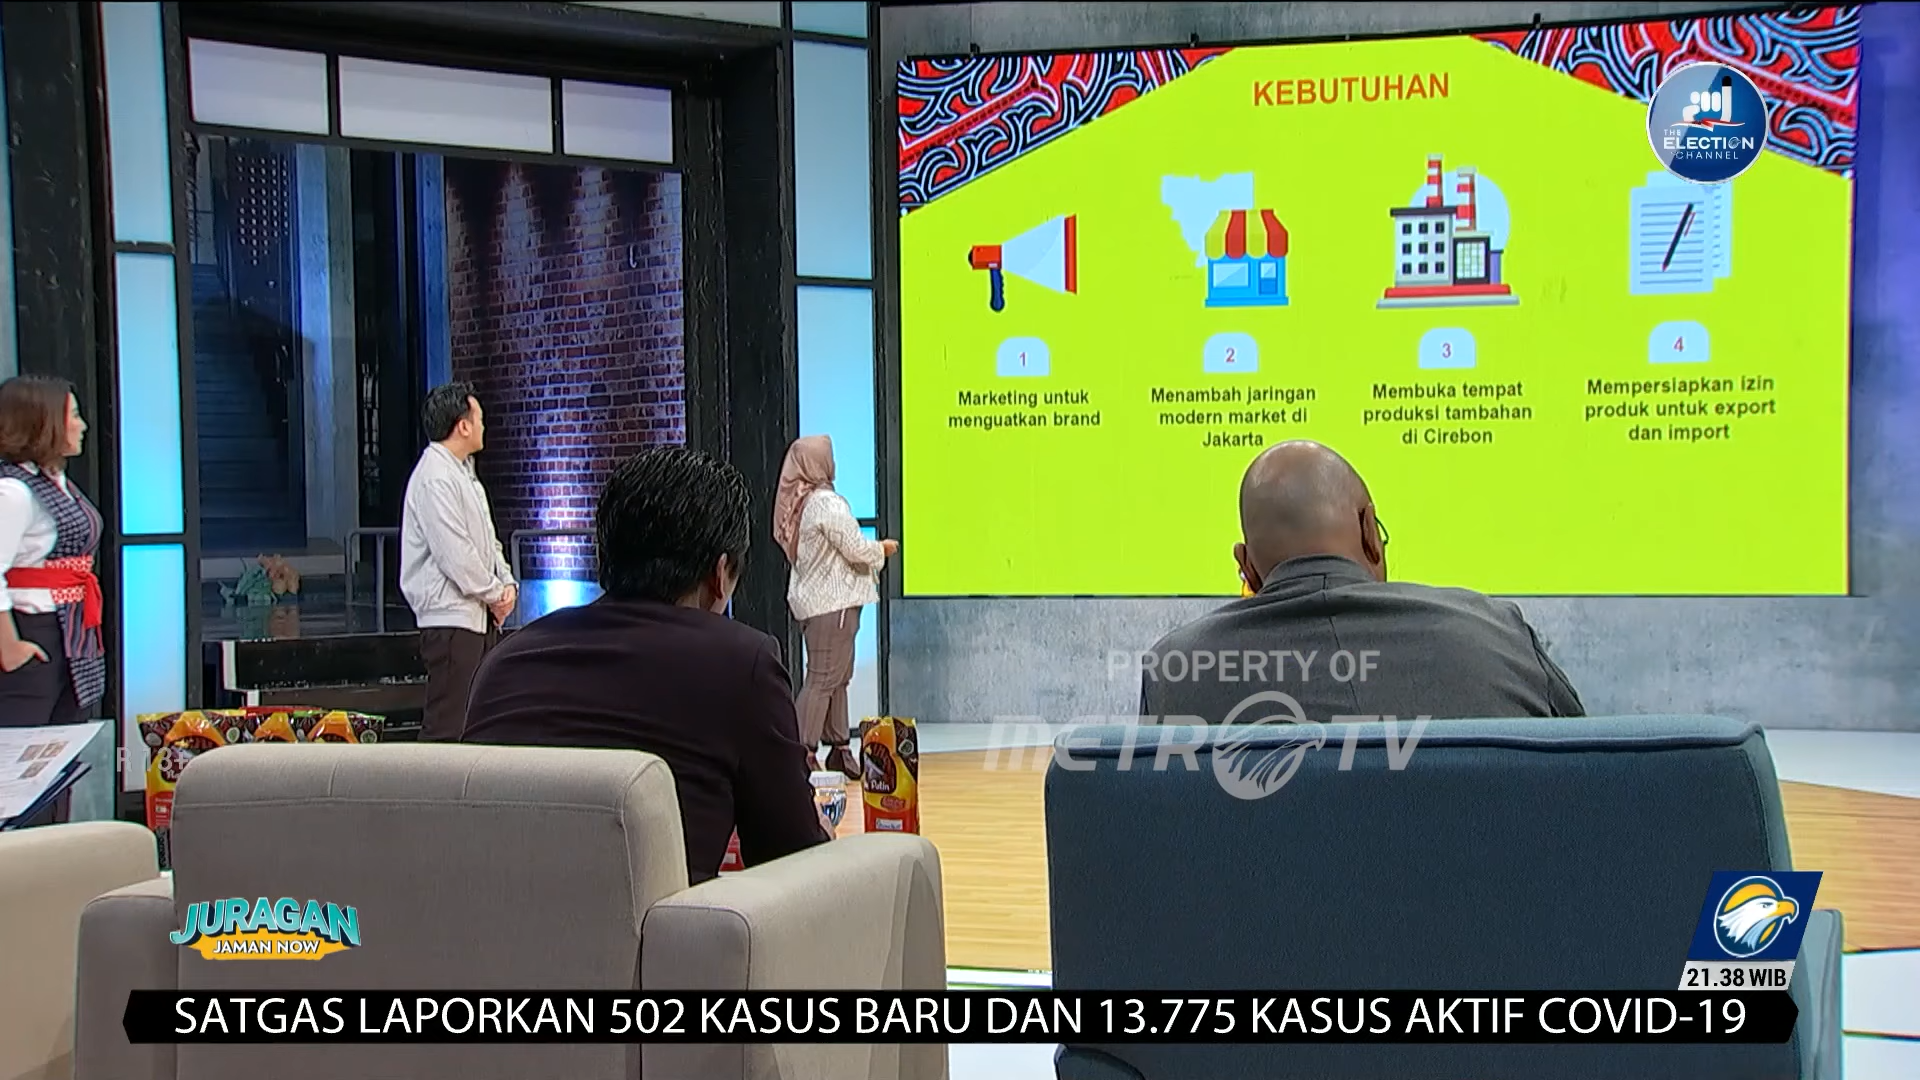 KEBUTUHAN
THE
ELECTION
CHANNEL
1
Marketing untuk
menguatkan brand
2
Menambah jaringan
modern market di
Jakarta
3
Membuka tempat
produksi tambahan
di Cirebon
4
Mempersiapkan izin
produk untuk export
dan import
PROPERTY OF
METRO TV
R 13+
JURAGAN
JAMAN NOW
21.38 WIB
SATGAS LAPORKAN 502 KASUS BARU DAN 13.775 KASUS AKTIF COVID-19